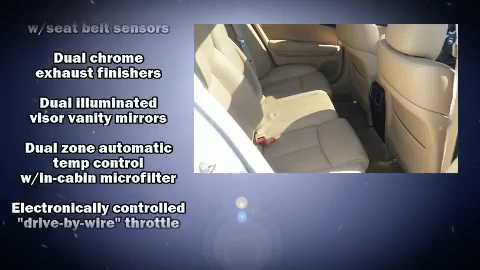 w/seat belt sensors
Dual chrome
exhaust finishers
Dual illuminated
visor vanity mirrors
Dual zone automatic
temp control
w/in-cabin microfilter
Electronically controlled
"drive-by-wire" throttle